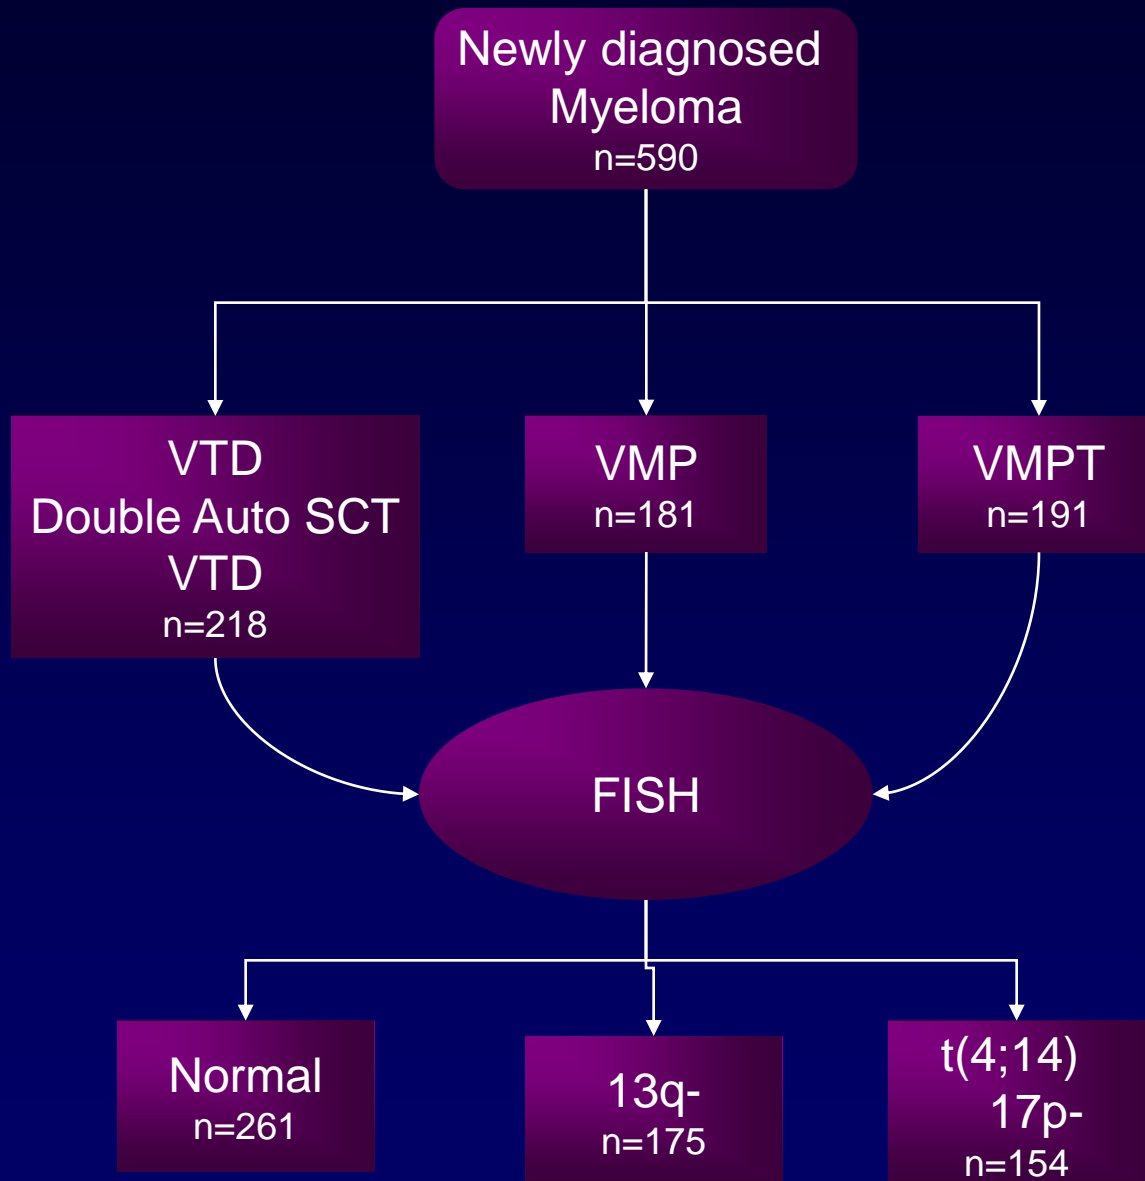 Newly diagnosed
Myeloma
n=590
VTD
Double Auto SCT
VTD
n=218
VMP
n=181
VMPT
n=191
FISH
Normal
n=261
13q-
n=175
t(4;14)
17p-
n=154